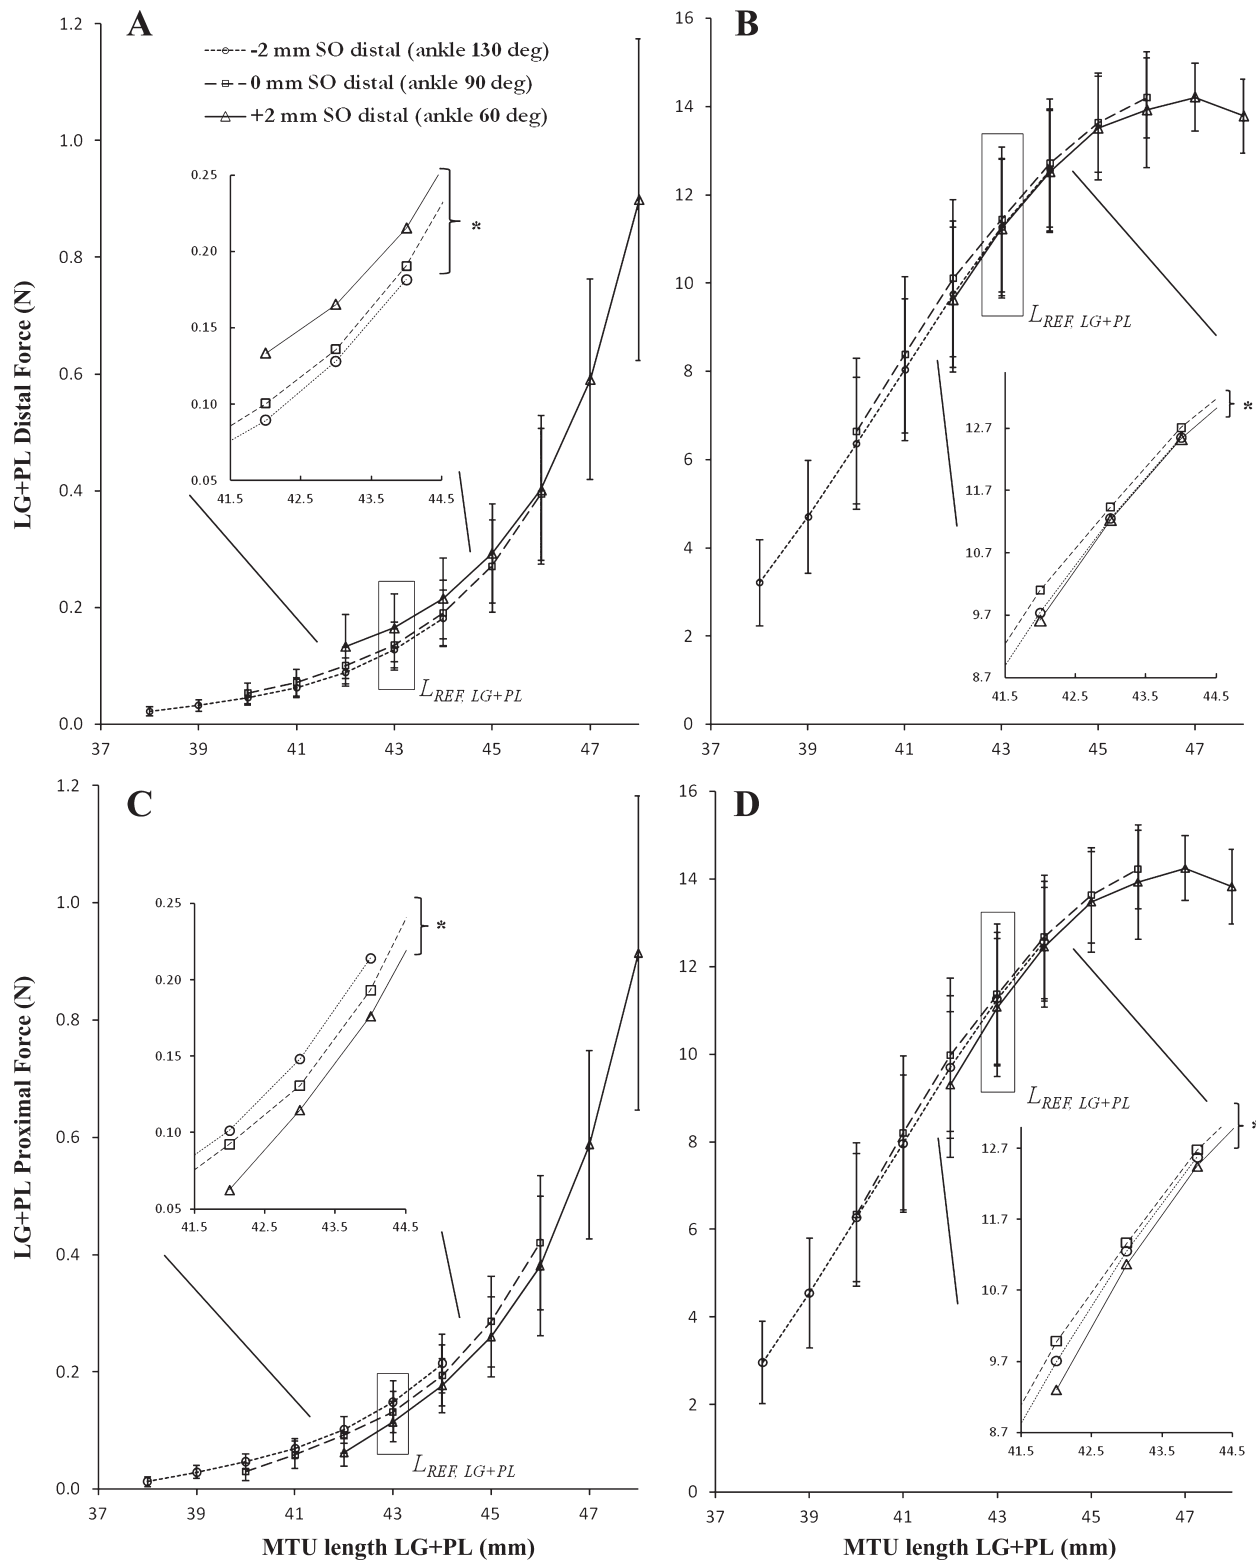 A
-2 mm SO distal (ankle 130 deg)
0 mm SO distal (ankle 90 deg)
+2 mm SO distal (ankle 60 deg)
LG+PL Distal Force (N)
1.2
1.0
0.8
0.6
0.4
0.2
0.0
37 39 41 43 45 47
0.25
0.20
0.15
0.10
0.05
41.5 42.5 43.5 44.5
*
L REF, LG+PL
B
16
14
12
10
8
6
4
2
0
37 39 41 43 45 47
L REF, LG+PL
12.7
11.7
10.7
9.7
8.7
41.5 42.5 43.5 44.5
*
C
LG+PL Proximal Force (N)
1.2
1.0
0.8
0.6
0.4
0.2
0.0
37 39 41 43 45 47
MTU length LG+PL (mm)
0.25
0.20
0.15
0.10
0.05
41.5 42.5 43.5 44.5
*
L REF, LG+PL
D
16
14
12
10
8
6
4
2
0
37 39 41 43 45 47
MTU length LG+PL (mm)
L REF, LG+PL
12.7
11.7
10.7
9.7
8.7
41.5 42.5 43.5 44.5
*